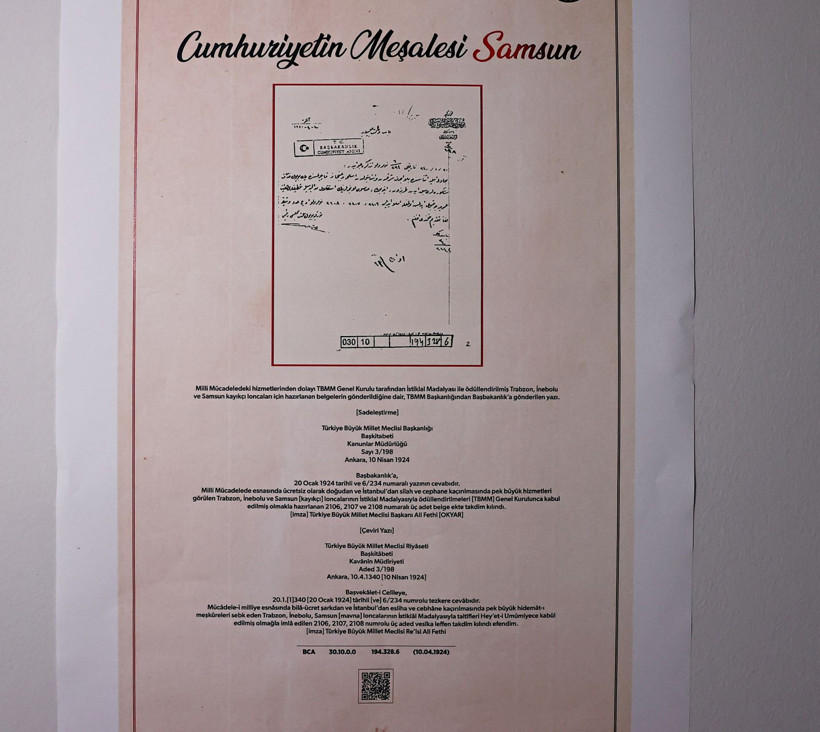 Cumhuriyetin Meşalesi Samsun
T.C.
BAŞBAKANLIK
CUMHURİYET ARŞİVİ
030 10 194 328 6
2
Milli Mücadeledeki hizmetlerinden dolayı TBMM Genel Kurulu tarafından İstiklal Madalyası ile ödüllendirilmiş Trabzon, İnebolu
ve Samsun kayıkçı loncaları için hazırlanan belgelerin gönderildiğine dair, TBMM Başkanlığından Başbakanlık'a gönderilen yazı.
[Sadeleştirme]
Türkiye Büyük Millet Meclisi Başkanlığı
Başkitabeti
Kanunlar Müdürlüğü
Sayı 3/198
Ankara, 10 Nisan 1924
Başbakanlık'a,
20 Ocak 1924 tarihli ve 6/234 numaralı yazının cevabıdır.
Milli Mücadelede esnasında ücretsiz olarak doğudan ve İstanbul'dan silah ve cephane kaçırılmasında pek büyük hizmetleri
görülen Trabzon, İnebolu ve Samsun [kayıkçı] loncalarının İstiklal Madalyasıyla ödüllendirilmeleri [TBMM] Genel Kurulunca kabul
edilmiş olmakla hazırlanan 2106, 2107 ve 2108 numaralı üç adet belge ekte takdim kılındı.
[imza] Türkiye Büyük Millet Meclisi Başkanı Ali Fethi [OKYAR]
[Çeviri Yazı]
Türkiye Büyük Millet Meclisi Riyâseti
Başkitâbeti
Kavânin Müdiriyeti
Aded 3/198
Ankara, 10.4.1340 [10 Nisan 1924]
Başvekâlet-i Celîleye,
20.1.[1]340 [20 Ocak 1924] târîhli [ve] 6/234 numrolu tezkere cevâbıdır.
Mücâdele-i milliye esnâsında bilâ-ücret şarkdan ve İstanbul'dan esliha ve cebhâne kaçırılmasında pek büyük hidemât-ı
meşkûreleri sebk eden Trabzon, İnebolu, Samsun [mavna] loncalarının İstiklâl Madalyasıyla taltifleri Hey'et-i Umûmiyece kabûl
edilmiş olmağla imlâ edilen 2106, 2107, 2108 numrolu üç aded vesîka leffen takdim kılındı efendim.
[imza] Türkiye Büyük Millet Meclisi Re'îsi Ali Fethi
BCA 30.10.0.0 194.328.6 (10.04.1924)